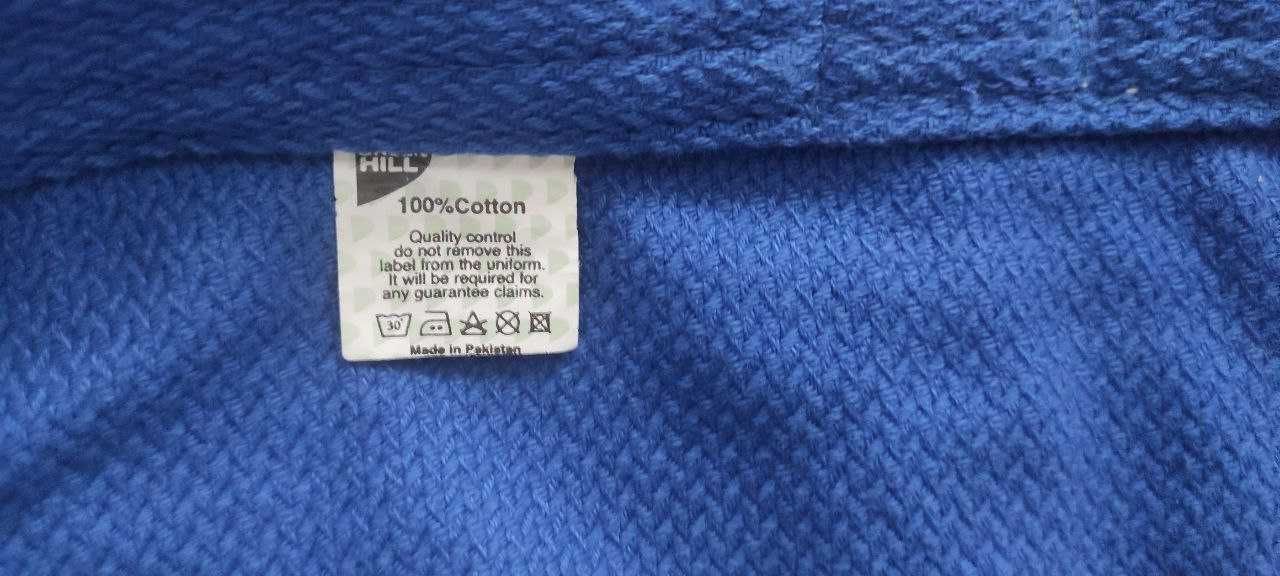 HILL
100%Cotton
Quality control
do not remove this
label from the uniform.
It will be required for
any guarantee claims.
30°
Made in Pakistan